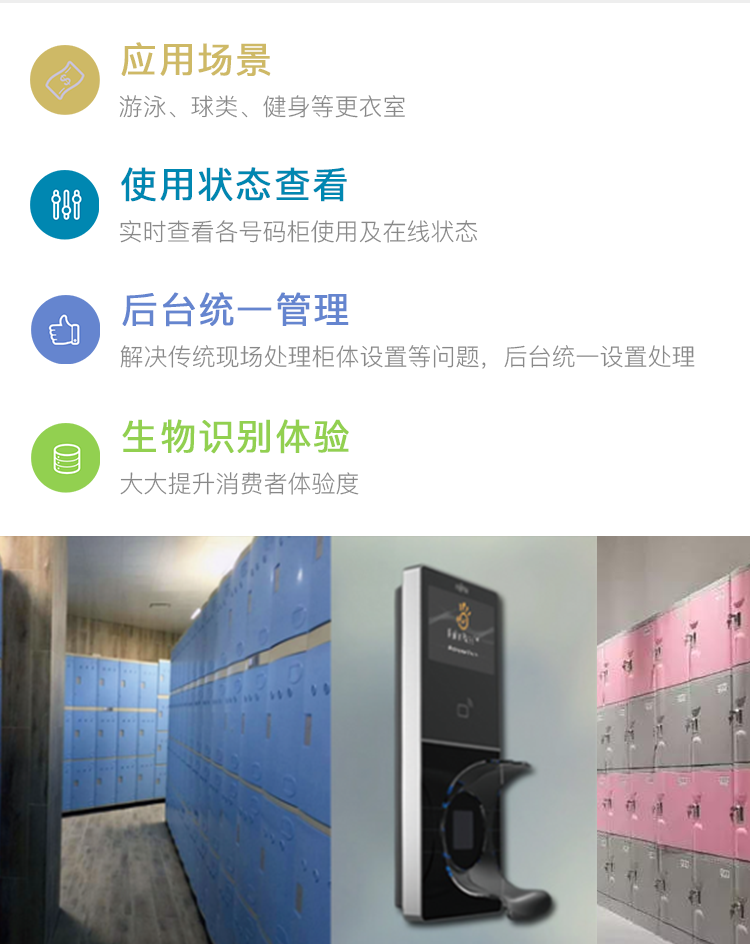 应用场景
游泳、球类、健身等更衣室
使用状态查看
实时查看各号码柜使用及在线状态
后台统一管理
解决传统现场处理柜体设置等问题，后台统一设置处理
生物识别体验
大大提升消费者体验度